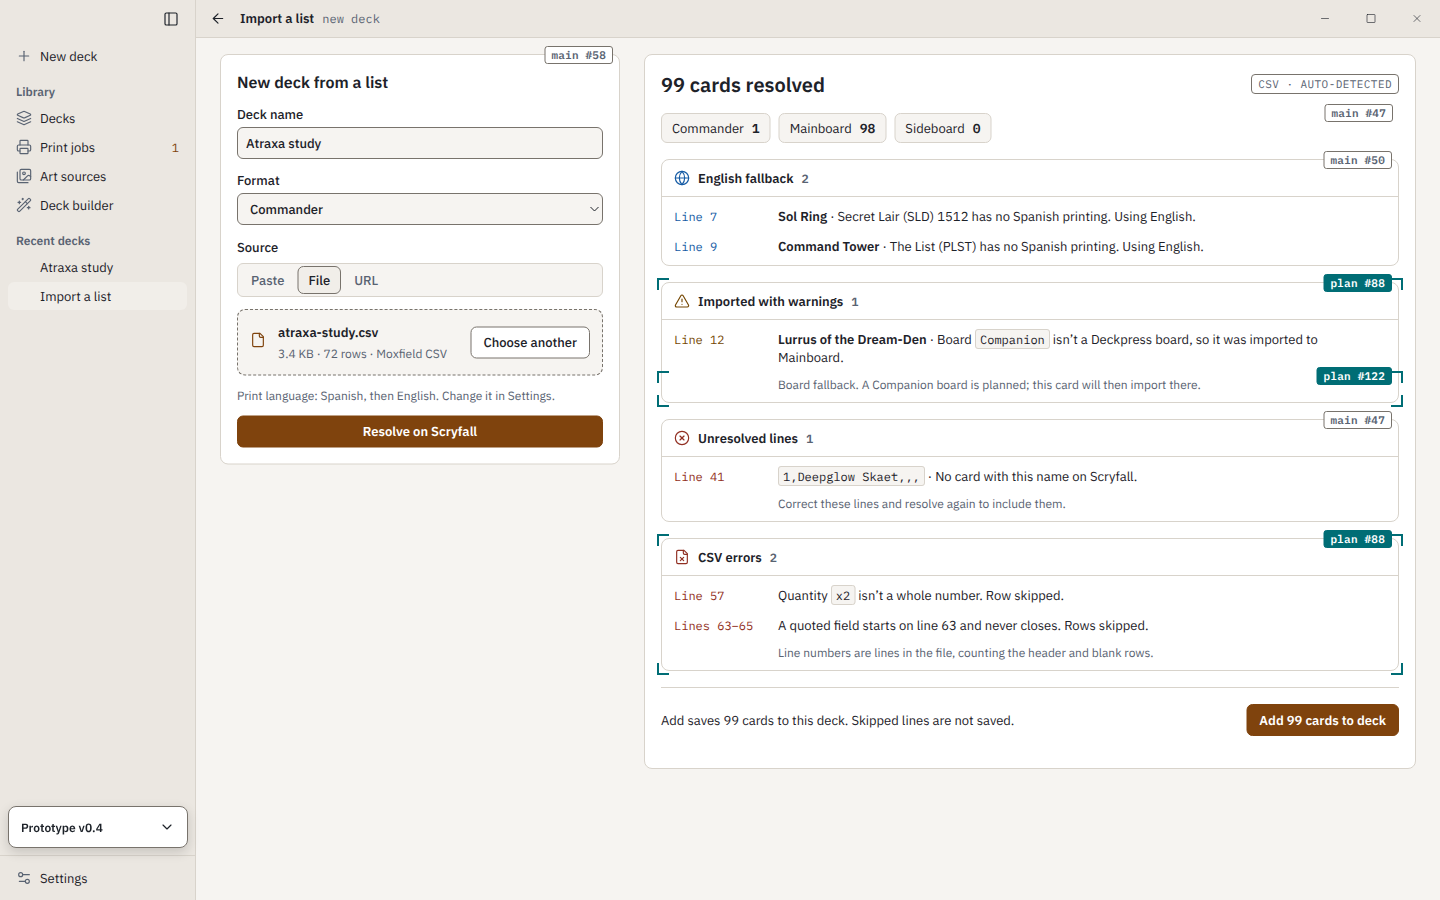 Import a list new deck
New deck
Library
Decks
Print jobs 1
Art sources
Deck builder
Recent decks
Atraxa study
Import a list
Prototype v0.4
Settings
main #58
New deck from a list
Deck name
Atraxa study
Format
Commander
Source
Paste File URL
atraxa-study.csv
3.4 KB · 72 rows · Moxfield CSV
Choose another
Print language: Spanish, then English. Change it in Settings.
Resolve on Scryfall
99 cards resolved
CSV · AUTO-DETECTED
main #47
Commander 1 Mainboard 98 Sideboard 0
main #50
English fallback 2
Line 7 Sol Ring · Secret Lair (SLD) 1512 has no Spanish printing. Using English.
Line 9 Command Tower · The List (PLST) has no Spanish printing. Using English.
plan #88
Imported with warnings 1
Line 12 Lurrus of the Dream-Den · Board Companion isn’t a Deckpress board, so it was imported to
Mainboard.
plan #122
Board fallback. A Companion board is planned; this card will then import there.
main #47
Unresolved lines 1
Line 41 1,Deepglow Skaet,,, · No card with this name on Scryfall.
Correct these lines and resolve again to include them.
plan #88
CSV errors 2
Line 57 Quantity x2 isn’t a whole number. Row skipped.
Lines 63–65 A quoted field starts on line 63 and never closes. Rows skipped.
Line numbers are lines in the file, counting the header and blank rows.
Add saves 99 cards to this deck. Skipped lines are not saved.
Add 99 cards to deck